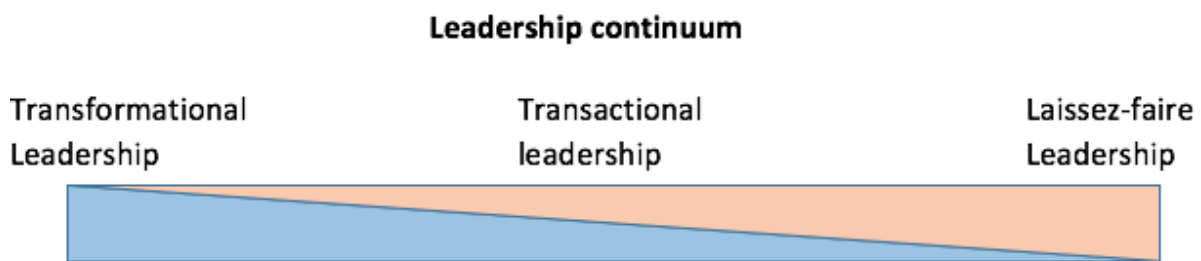 Leadership continuum
Transformational Transactional Laissez-faire
Leadership leadership Leadership